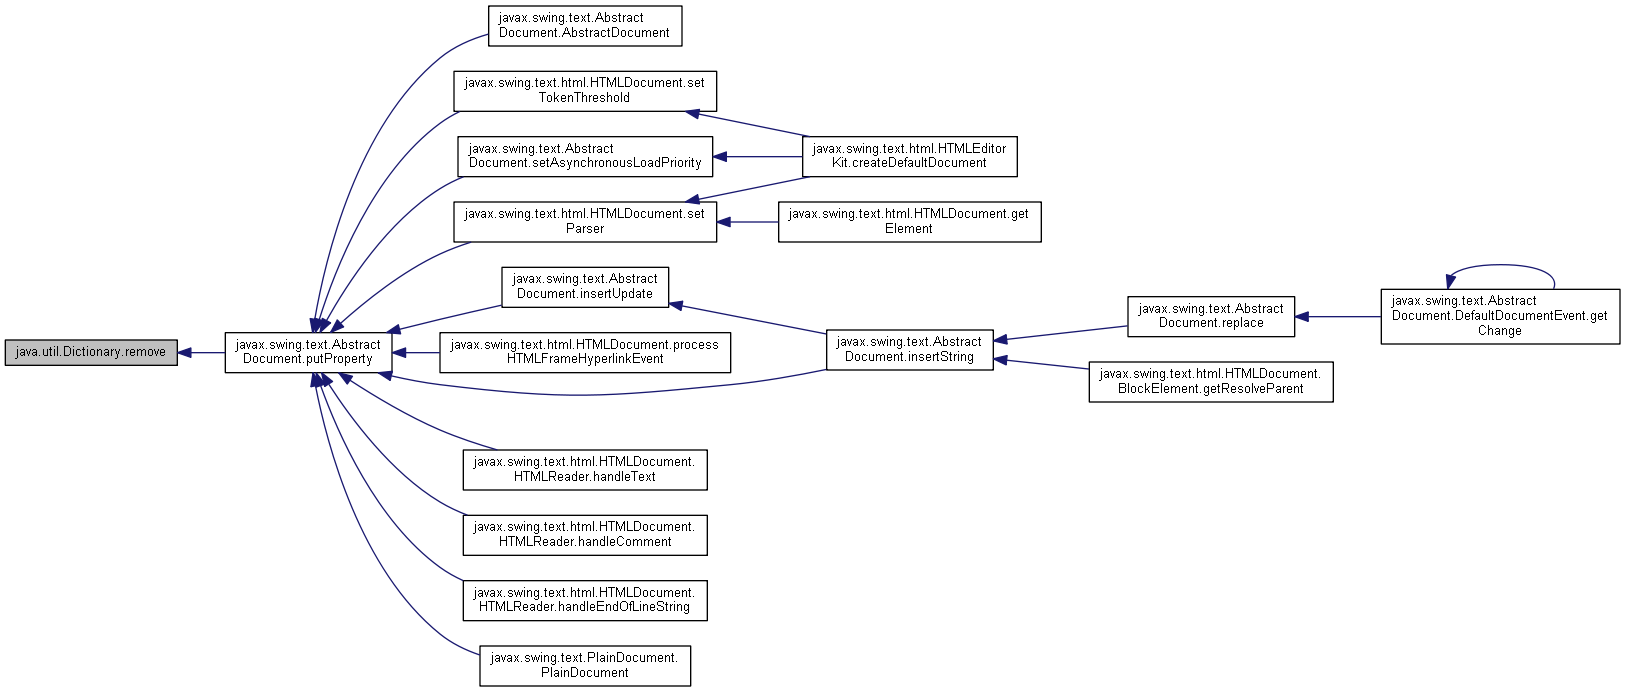 javax.swing.text.Abstract
Document.AbstractDocument
javax.swing.text.html.HTMLDocument.set
TokenThreshold
javax.swing.text.Abstract
Document.setAsynchronousLoadPriority
javax.swing.text.html.HTMLEditor
Kit.createDefaultDocument
javax.swing.text.html.HTMLDocument.set
Parser
javax.swing.text.html.HTMLDocument.get
Element
javax.swing.text.Abstract
Document.insertUpdate
javax.swing.text.Abstract
Document.replace
javax.swing.text.Abstract
Document.DefaultDocumentEvent.get
Change
java.util.Dictionary.remove
javax.swing.text.Abstract
Document.putProperty
javax.swing.text.html.HTMLDocument.process
HTMLFrameHyperlinkEvent
javax.swing.text.Abstract
Document.insertString
javax.swing.text.html.HTMLDocument.
BlockElement.getResolveParent
javax.swing.text.html.HTMLDocument.
HTMLReader.handleText
javax.swing.text.html.HTMLDocument.
HTMLReader.handleComment
javax.swing.text.html.HTMLDocument.
HTMLReader.handleEndOfLineString
javax.swing.text.PlainDocument.
PlainDocument